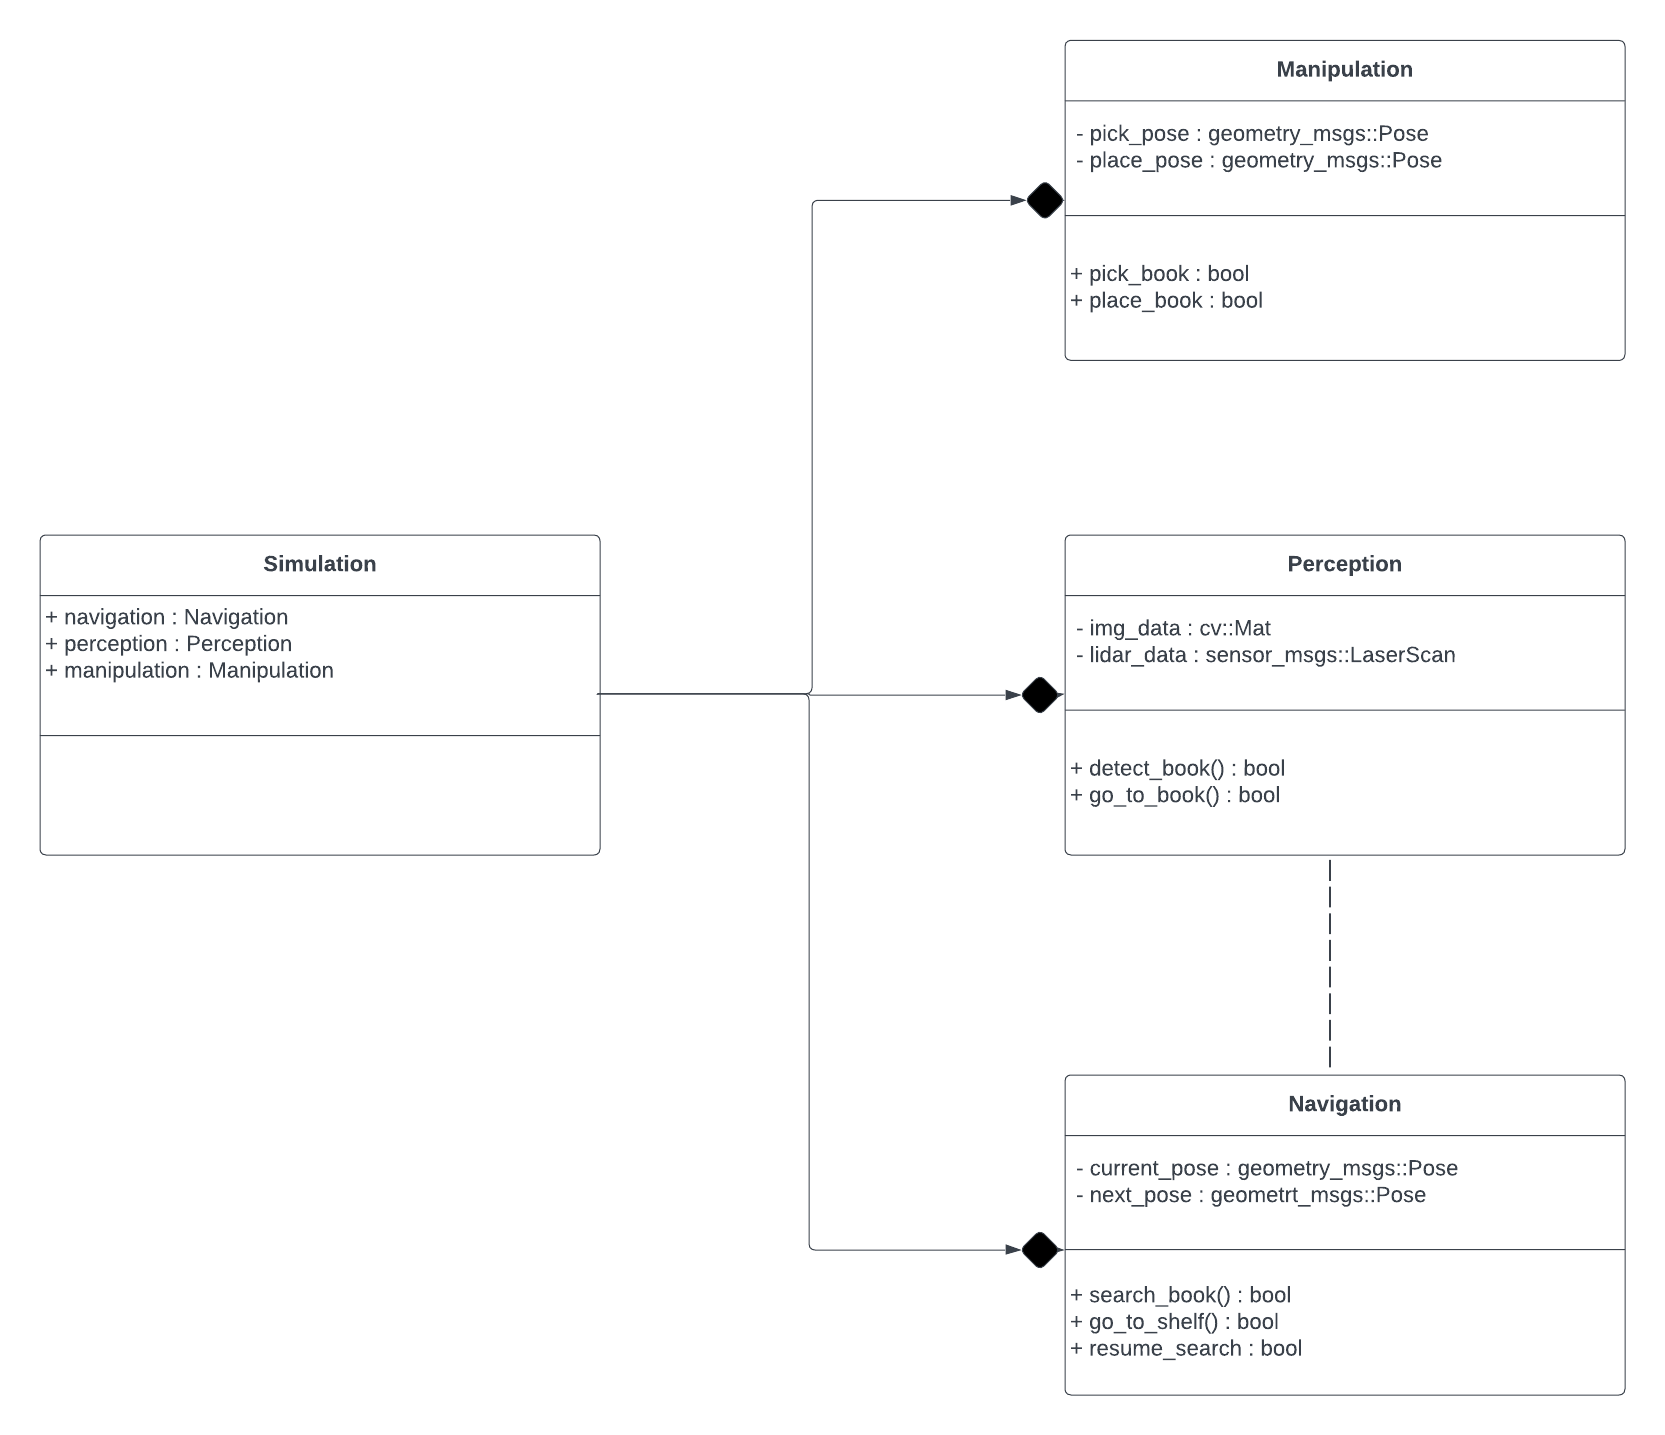 Manipulation
- pick_pose : geometry_msgs::Pose
- place_pose : geometry_msgs::Pose
+ pick_book : bool
+ place_book : bool
Simulation
+ navigation : Navigation
+ perception : Perception
+ manipulation : Manipulation
Perception
- img_data : cv::Mat
- lidar_data : sensor_msgs::LaserScan
+ detect_book() : bool
+ go_to_book() : bool
Navigation
- current_pose : geometry_msgs::Pose
- next_pose : geometrt_msgs::Pose
+ search_book() : bool
+ go_to_shelf() : bool
+ resume_search : bool